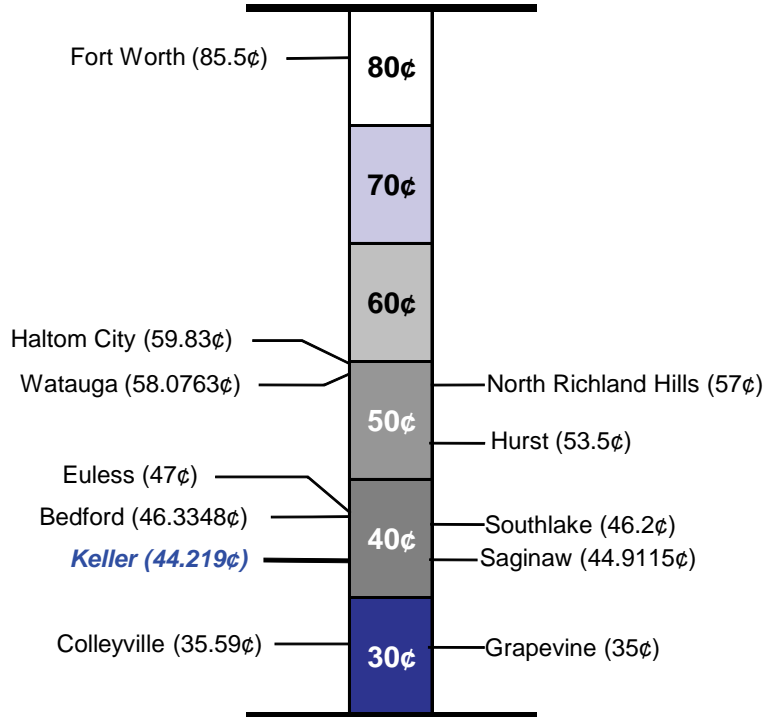 Fort Worth (85.5¢)
80¢
70¢
60¢
Haltom City (59.83¢)
Watauga (58.0763¢)
North Richland Hills (57¢)
50¢
Hurst (53.5¢)
Euless (47¢)
Bedford (46.3348¢)
Southlake (46.2¢)
40¢
Keller (44.219¢)
Saginaw (44.9115¢)
Colleyville (35.59¢)
Grapevine (35¢)
30¢